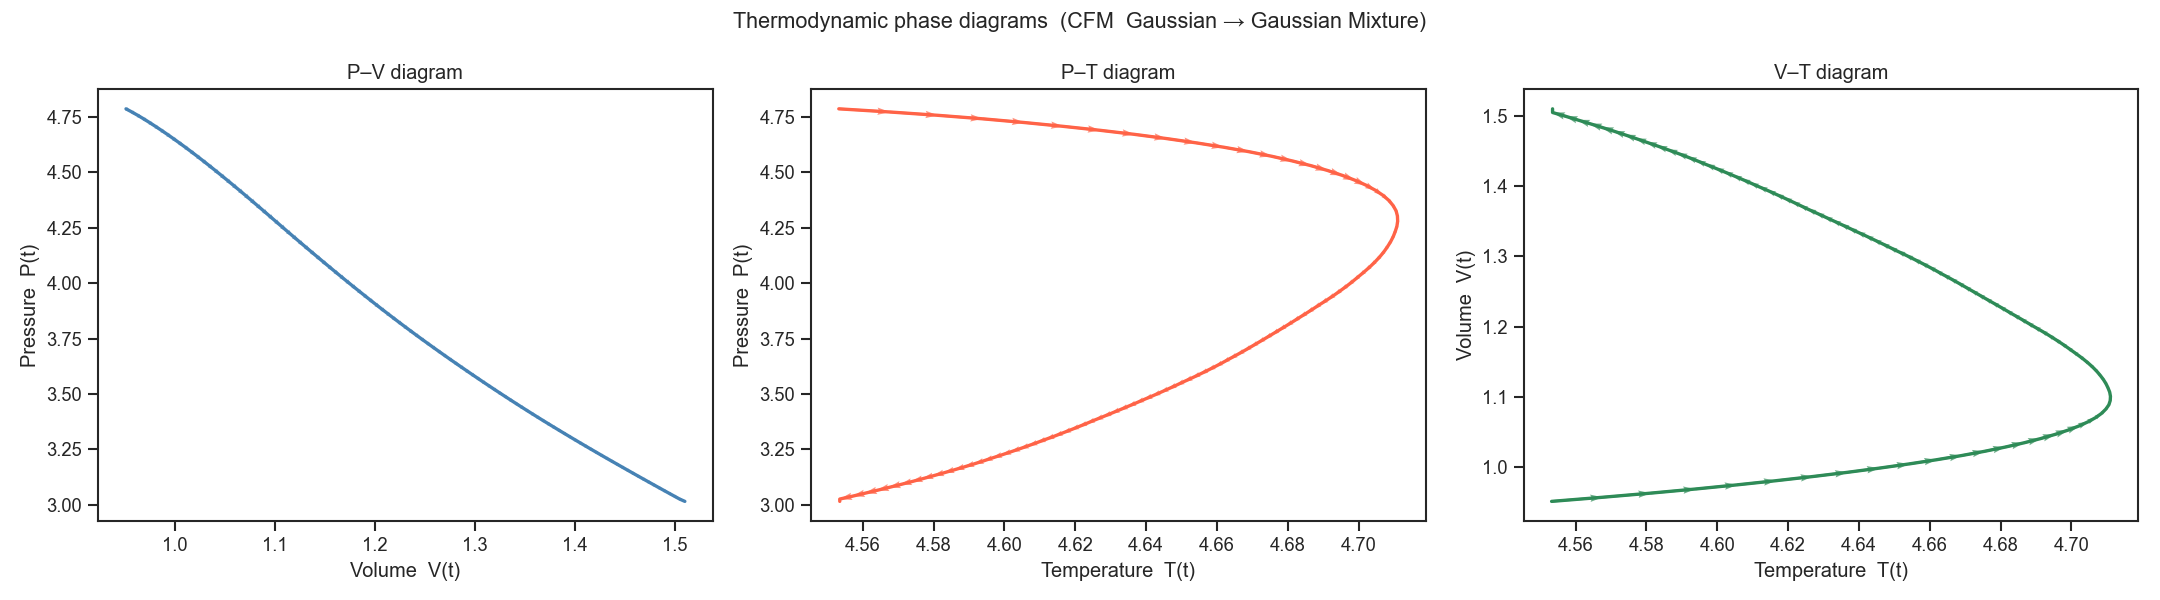 Thermodynamic phase diagrams  (CFM  Gaussian → Gaussian Mixture)
P–V diagram
Pressure  P(t)
4.75
4.50
4.25
4.00
3.75
3.50
3.25
3.00
1.0 1.1 1.2 1.3 1.4 1.5
Volume  V(t)
P–T diagram
Pressure  P(t)
4.75
4.50
4.25
4.00
3.75
3.50
3.25
3.00
4.56 4.58 4.60 4.62 4.64 4.66 4.68 4.70
Temperature  T(t)
V–T diagram
Volume  V(t)
1.5
1.4
1.3
1.2
1.1
1.0
4.56 4.58 4.60 4.62 4.64 4.66 4.68 4.70
Temperature  T(t)